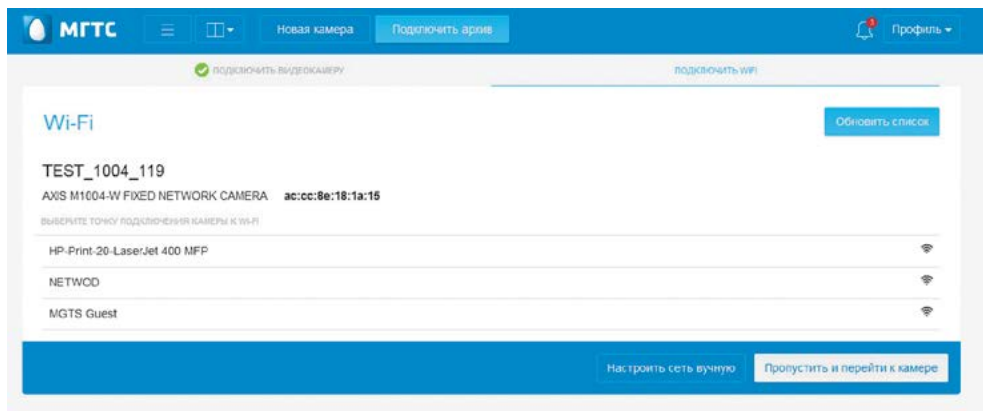 МГТС Новая камера Подключить архив 3 Профиль
ПОДКЛЮЧИТЬ ВИДЕОКАМЕРУ ПОДКЛЮЧИТЬ WIFI
Wi-Fi Обновить список
TEST_1004_119
AXIS M1004-W FIXED NETWORK CAMERA ac:cc:8e:18:1a:15
ВЫБЕРИТЕ ТОЧКУ ПОДКЛЮЧЕНИЯ КАМЕРЫ К WI-FI
HP-Print-20-LaserJet 400 MFP
NETWOD
MGTS Guest
Настроить сеть вучную Пропустить и перейти к камере